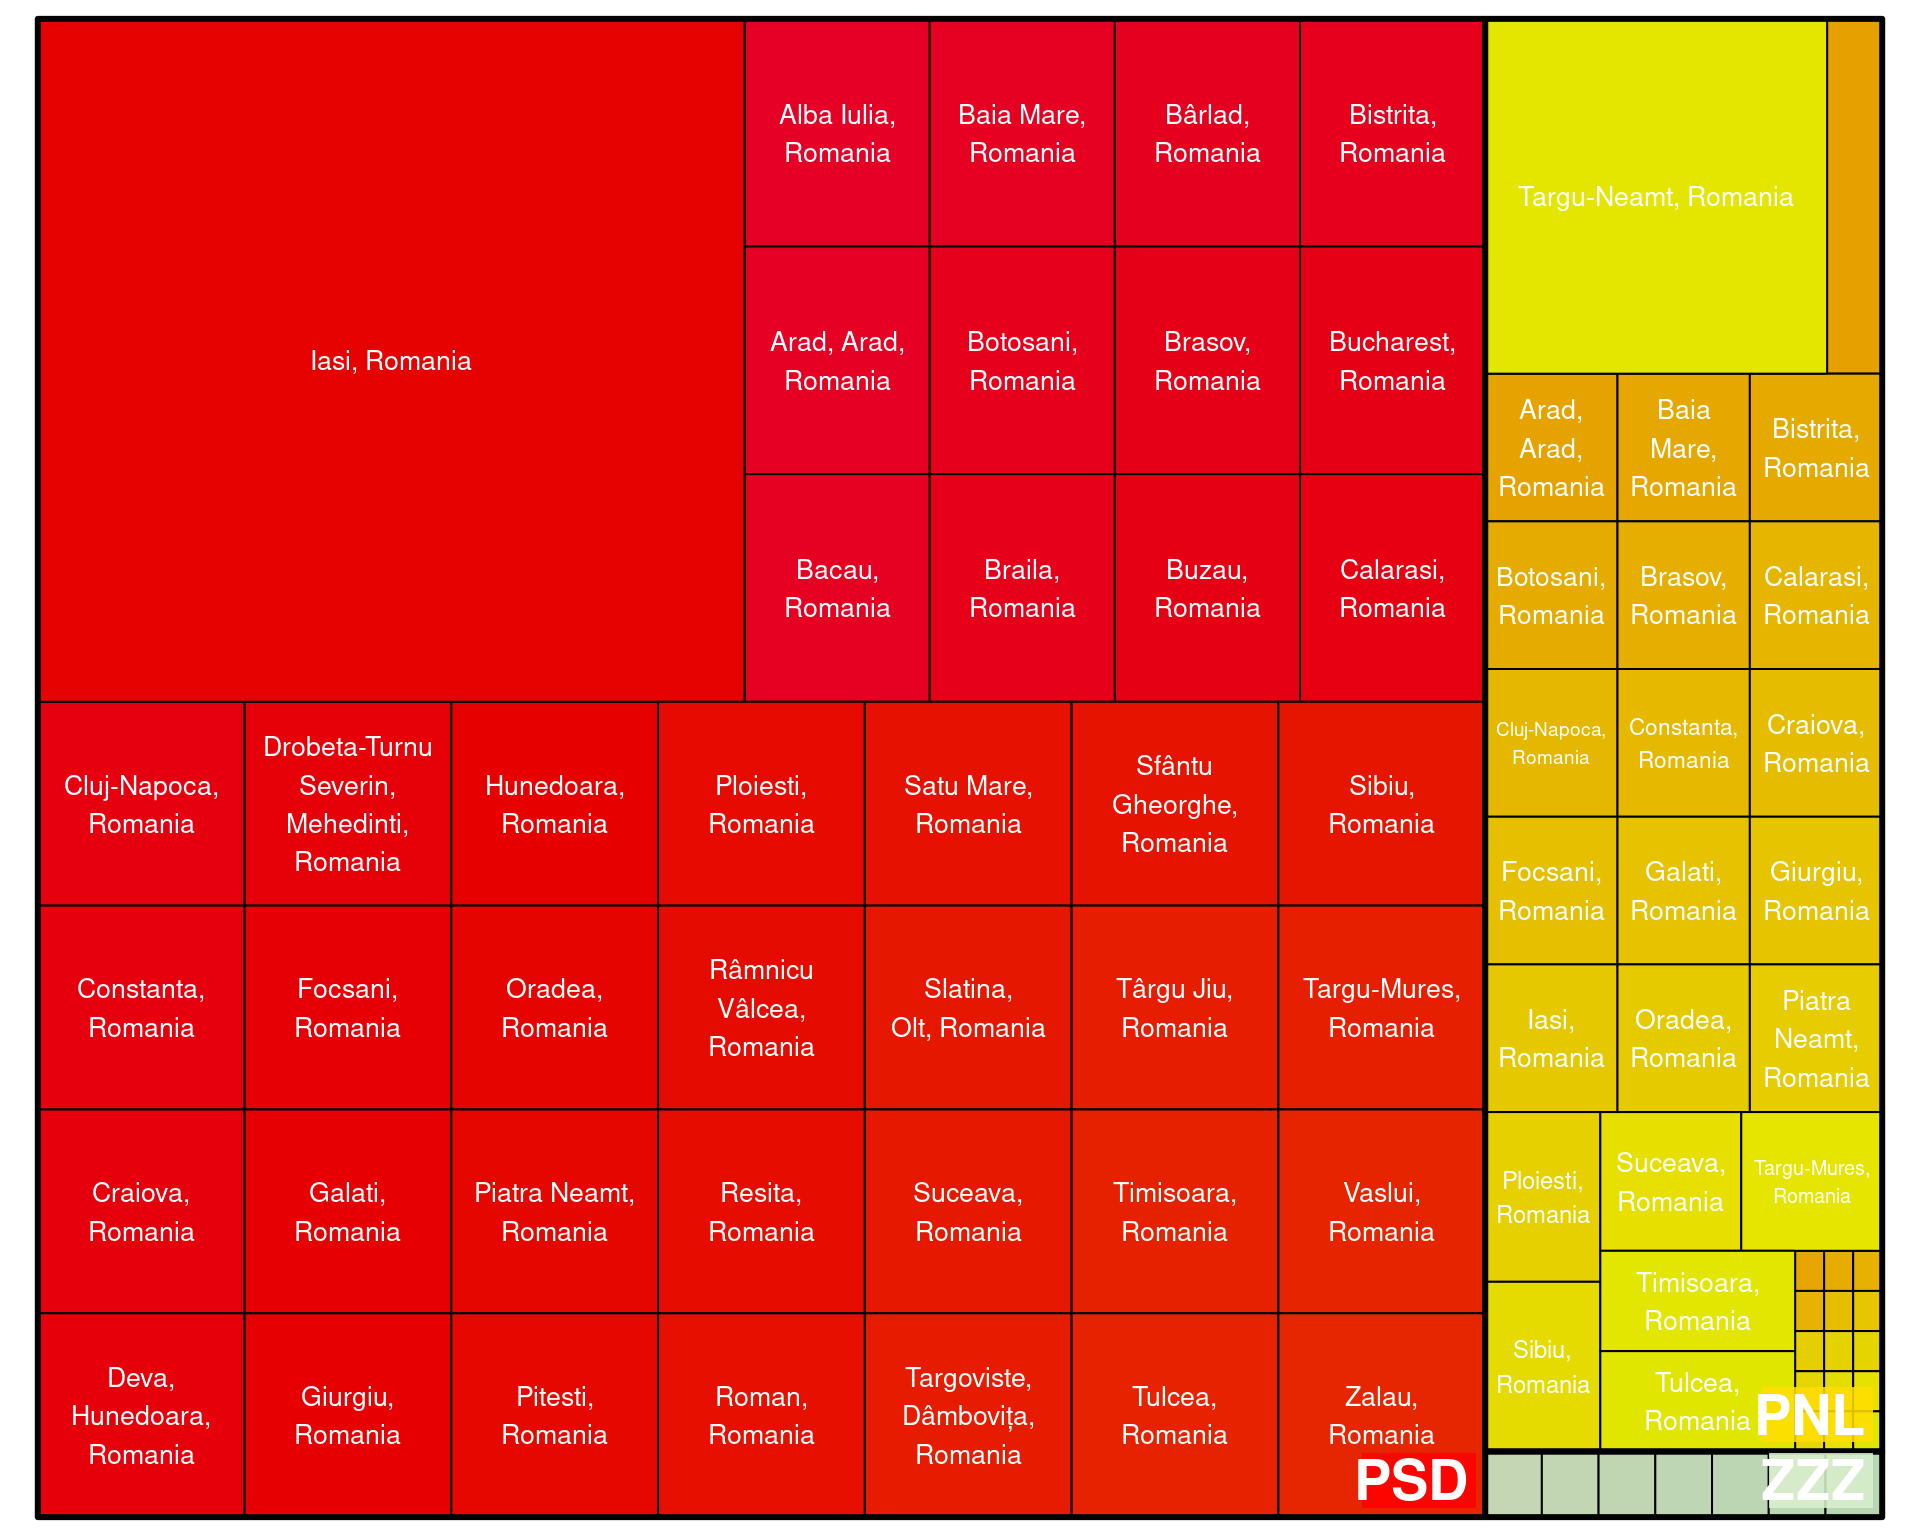 Iasi, Romania
Alba Iulia,
Romania
Baia Mare,
Romania
Bârlad,
Romania
Bistrita,
Romania
Arad, Arad,
Romania
Botosani,
Romania
Brasov,
Romania
Bucharest,
Romania
Bacau,
Romania
Braila,
Romania
Buzau,
Romania
Calarasi,
Romania
Cluj-Napoca,
Romania
Drobeta-Turnu
Severin,
Mehedinti,
Romania
Hunedoara,
Romania
Ploiesti,
Romania
Satu Mare,
Romania
Sfântu
Gheorghe,
Romania
Sibiu,
Romania
Constanta,
Romania
Focsani,
Romania
Oradea,
Romania
Râmnicu
Vâlcea,
Romania
Slatina,
Olt, Romania
Târgu Jiu,
Romania
Targu-Mures,
Romania
Craiova,
Romania
Galati,
Romania
Piatra Neamt,
Romania
Resita,
Romania
Suceava,
Romania
Timisoara,
Romania
Vaslui,
Romania
Deva,
Hunedoara,
Romania
Giurgiu,
Romania
Pitesti,
Romania
Roman,
Romania
Targoviste,
Dâmbovița,
Romania
Tulcea,
Romania
Zalau,
Romania
PSD
Targu-Neamt, Romania
Arad,
Arad,
Romania
Baia
Mare,
Romania
Bistrita,
Romania
Botosani,
Romania
Brasov,
Romania
Calarasi,
Romania
Cluj-Napoca,
Romania
Constanta,
Romania
Craiova,
Romania
Focsani,
Romania
Galati,
Romania
Giurgiu,
Romania
Iasi,
Romania
Oradea,
Romania
Piatra
Neamt,
Romania
Ploiesti,
Romania
Suceava,
Romania
Targu-Mures,
Romania
Sibiu,
Romania
Timisoara,
Romania
Tulcea,
Romania
PNL
ZZZ